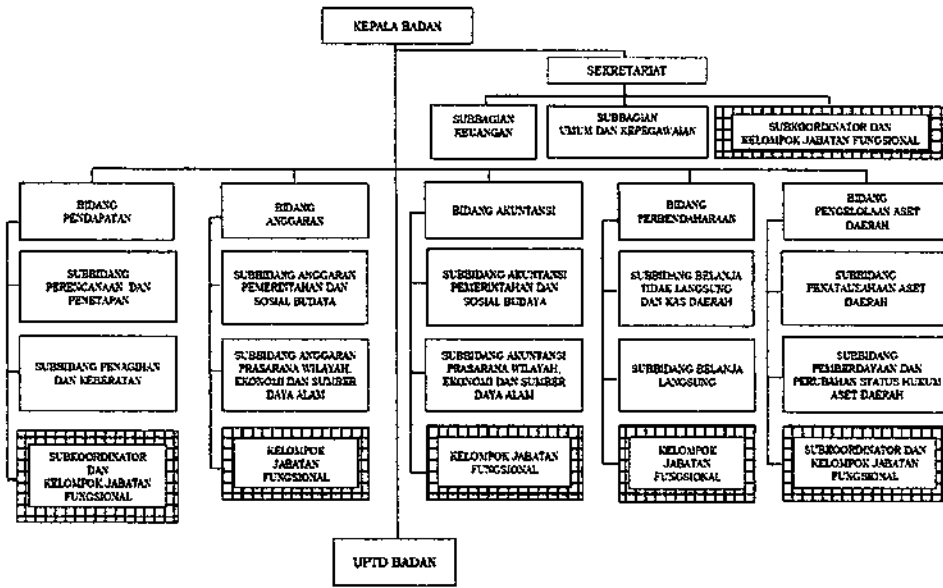 KEPALA BADAN
SEKRETARIAT
SUBBAGIAN
KEUANGAN
SUBBAGIAN
UMUM DAN KEPEGAWAIAN
SUBKOORDINATOR DAN
KELOMPOK JABATAN FUNGSIONAL
BIDANG
PENDAPATAN
BIDANG
ANGGARAN
BIDANG AKUNTANSI
BIDANG
PERBENDAHARAAN
BIDANG
PENGELOLAAN ASET
DAERAH
SUBBIDANG
PERENCANAAN DAN
PENETAPAN
SUBBIDANG ANGGARAN
PEMERINTAHAN DAN
SOSIAL BUDAYA
SUBBIDANG AKUNTANSI
PEMERINTAHAN DAN
SOSIAL BUDAYA
SUBBIDANG BELANJA
TIDAK LANGSUNG
DAN KAS DAERAH
SUBBIDANG
PENATAUSAHAAN ASET
DAERAH
SUBBIDANG PENAGIHAN
DAN KEBERATAN
SUBBIDANG ANGGARAN
PRASARANA WILAYAH,
EKONOMI DAN SUMBER
DAYA ALAM
SUBBIDANG AKUNTANSI
PRASARANA WILAYAH,
EKONOMI DAN SUMBER
DAYA ALAM
SUBBIDANG BELANJA
LANGSUNG
SUBBIDANG
PEMBERDAYAAN DAN
PERUBAHAN STATUS HUKUM
ASET DAERAH
SUBKOORDINATOR
DAN
KELOMPOK JABATAN
FUNGSIONAL
KELOMPOK
JABATAN
FUNGSIONAL
KELOMPOK JABATAN
FUNGSIONAL
KELOMPOK
JABATAN
FUNGSIONAL
SUBKOORDINATOR DAN
KELOMPOK JABATAN
FUNGSIONAL
UPTD BADAN